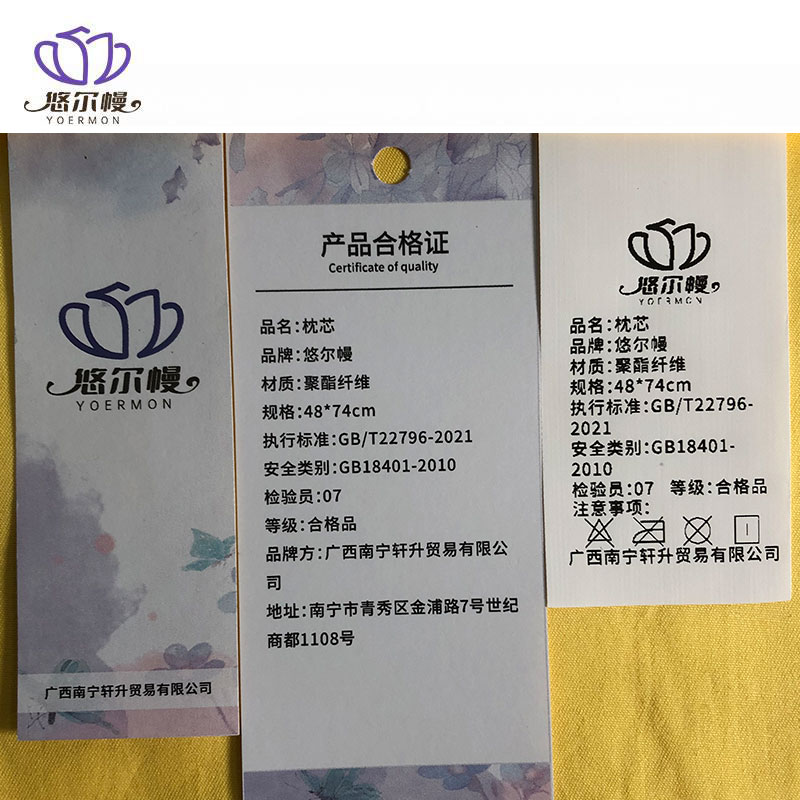 悠尔幔
YOERMON
悠尔幔
YOERMON
广西南宁轩升贸易有限公司
产品合格证
Certificate of quality
品名:枕芯
品牌:悠尔幔
材质:聚酯纤维
规格:48*74cm
执行标准:GB/T22796-2021
安全类别:GB18401-2010
检验员:07
等级:合格品
品牌方:广西南宁轩升贸易有限公
司
地址:南宁市青秀区金浦路7号世纪
商都1108号
悠尔幔
YOERMON
品名:枕芯
品牌:悠尔幔
材质:聚酯纤维
规格:48*74cm
执行标准:GB/T22796-
2021
安全类别:GB18401-
2010
检验员:07 等级:合格品
注意事项:
广西南宁轩升贸易有限公司